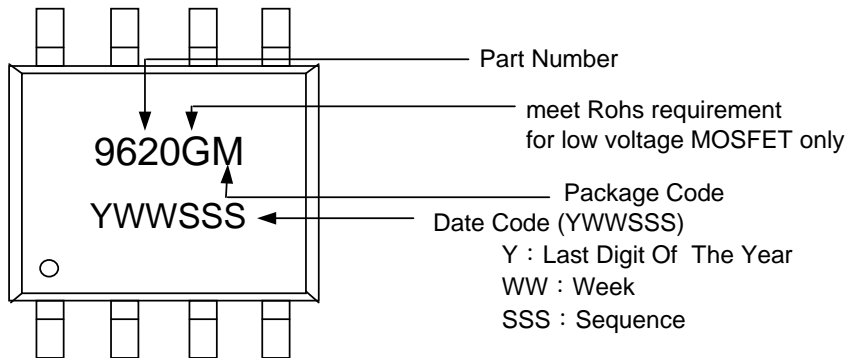 Part Number
meet Rohs requirement
for low voltage MOSFET only
9620GM
Package Code
YWWSSS
Date Code (YWWSSS)
Y：Last Digit Of The Year
WW：Week
SSS：Sequence